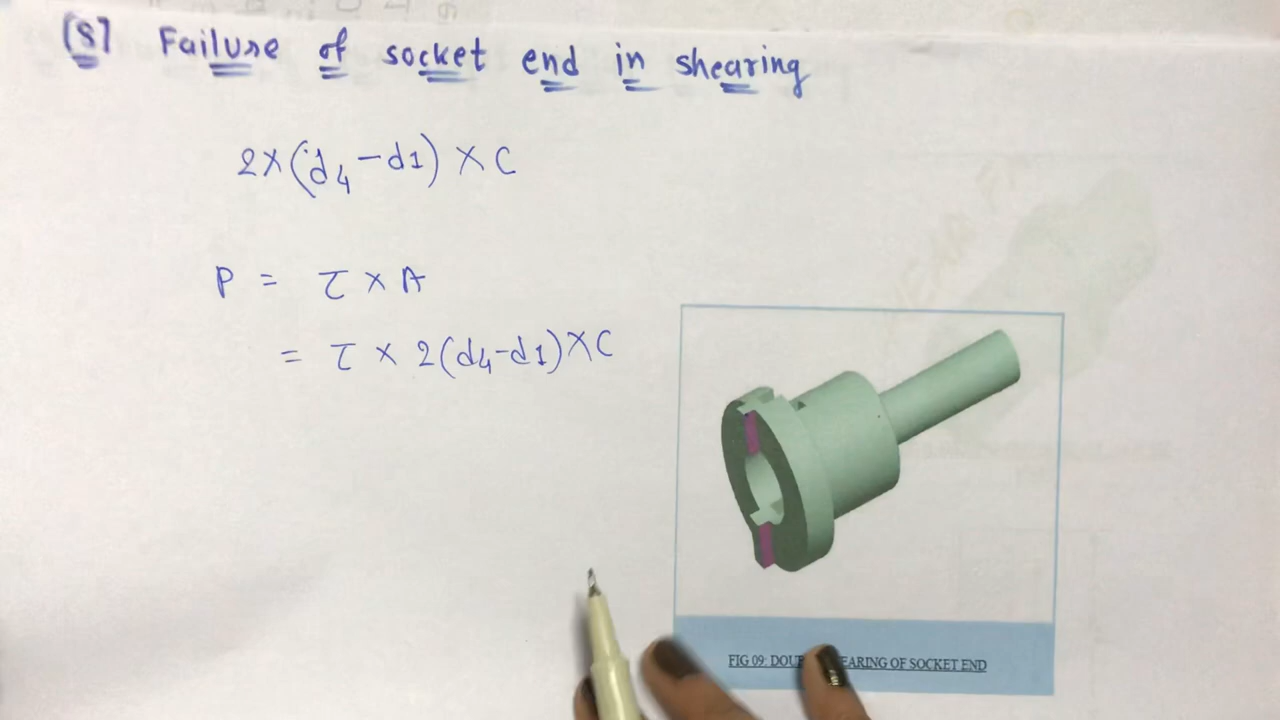 [8] Failure of socket end in shearing
2×(d4-d1)×C
P = τ×A
= τ × 2(d4-d1)×C
FIG 09: EARING OF SOCKET END